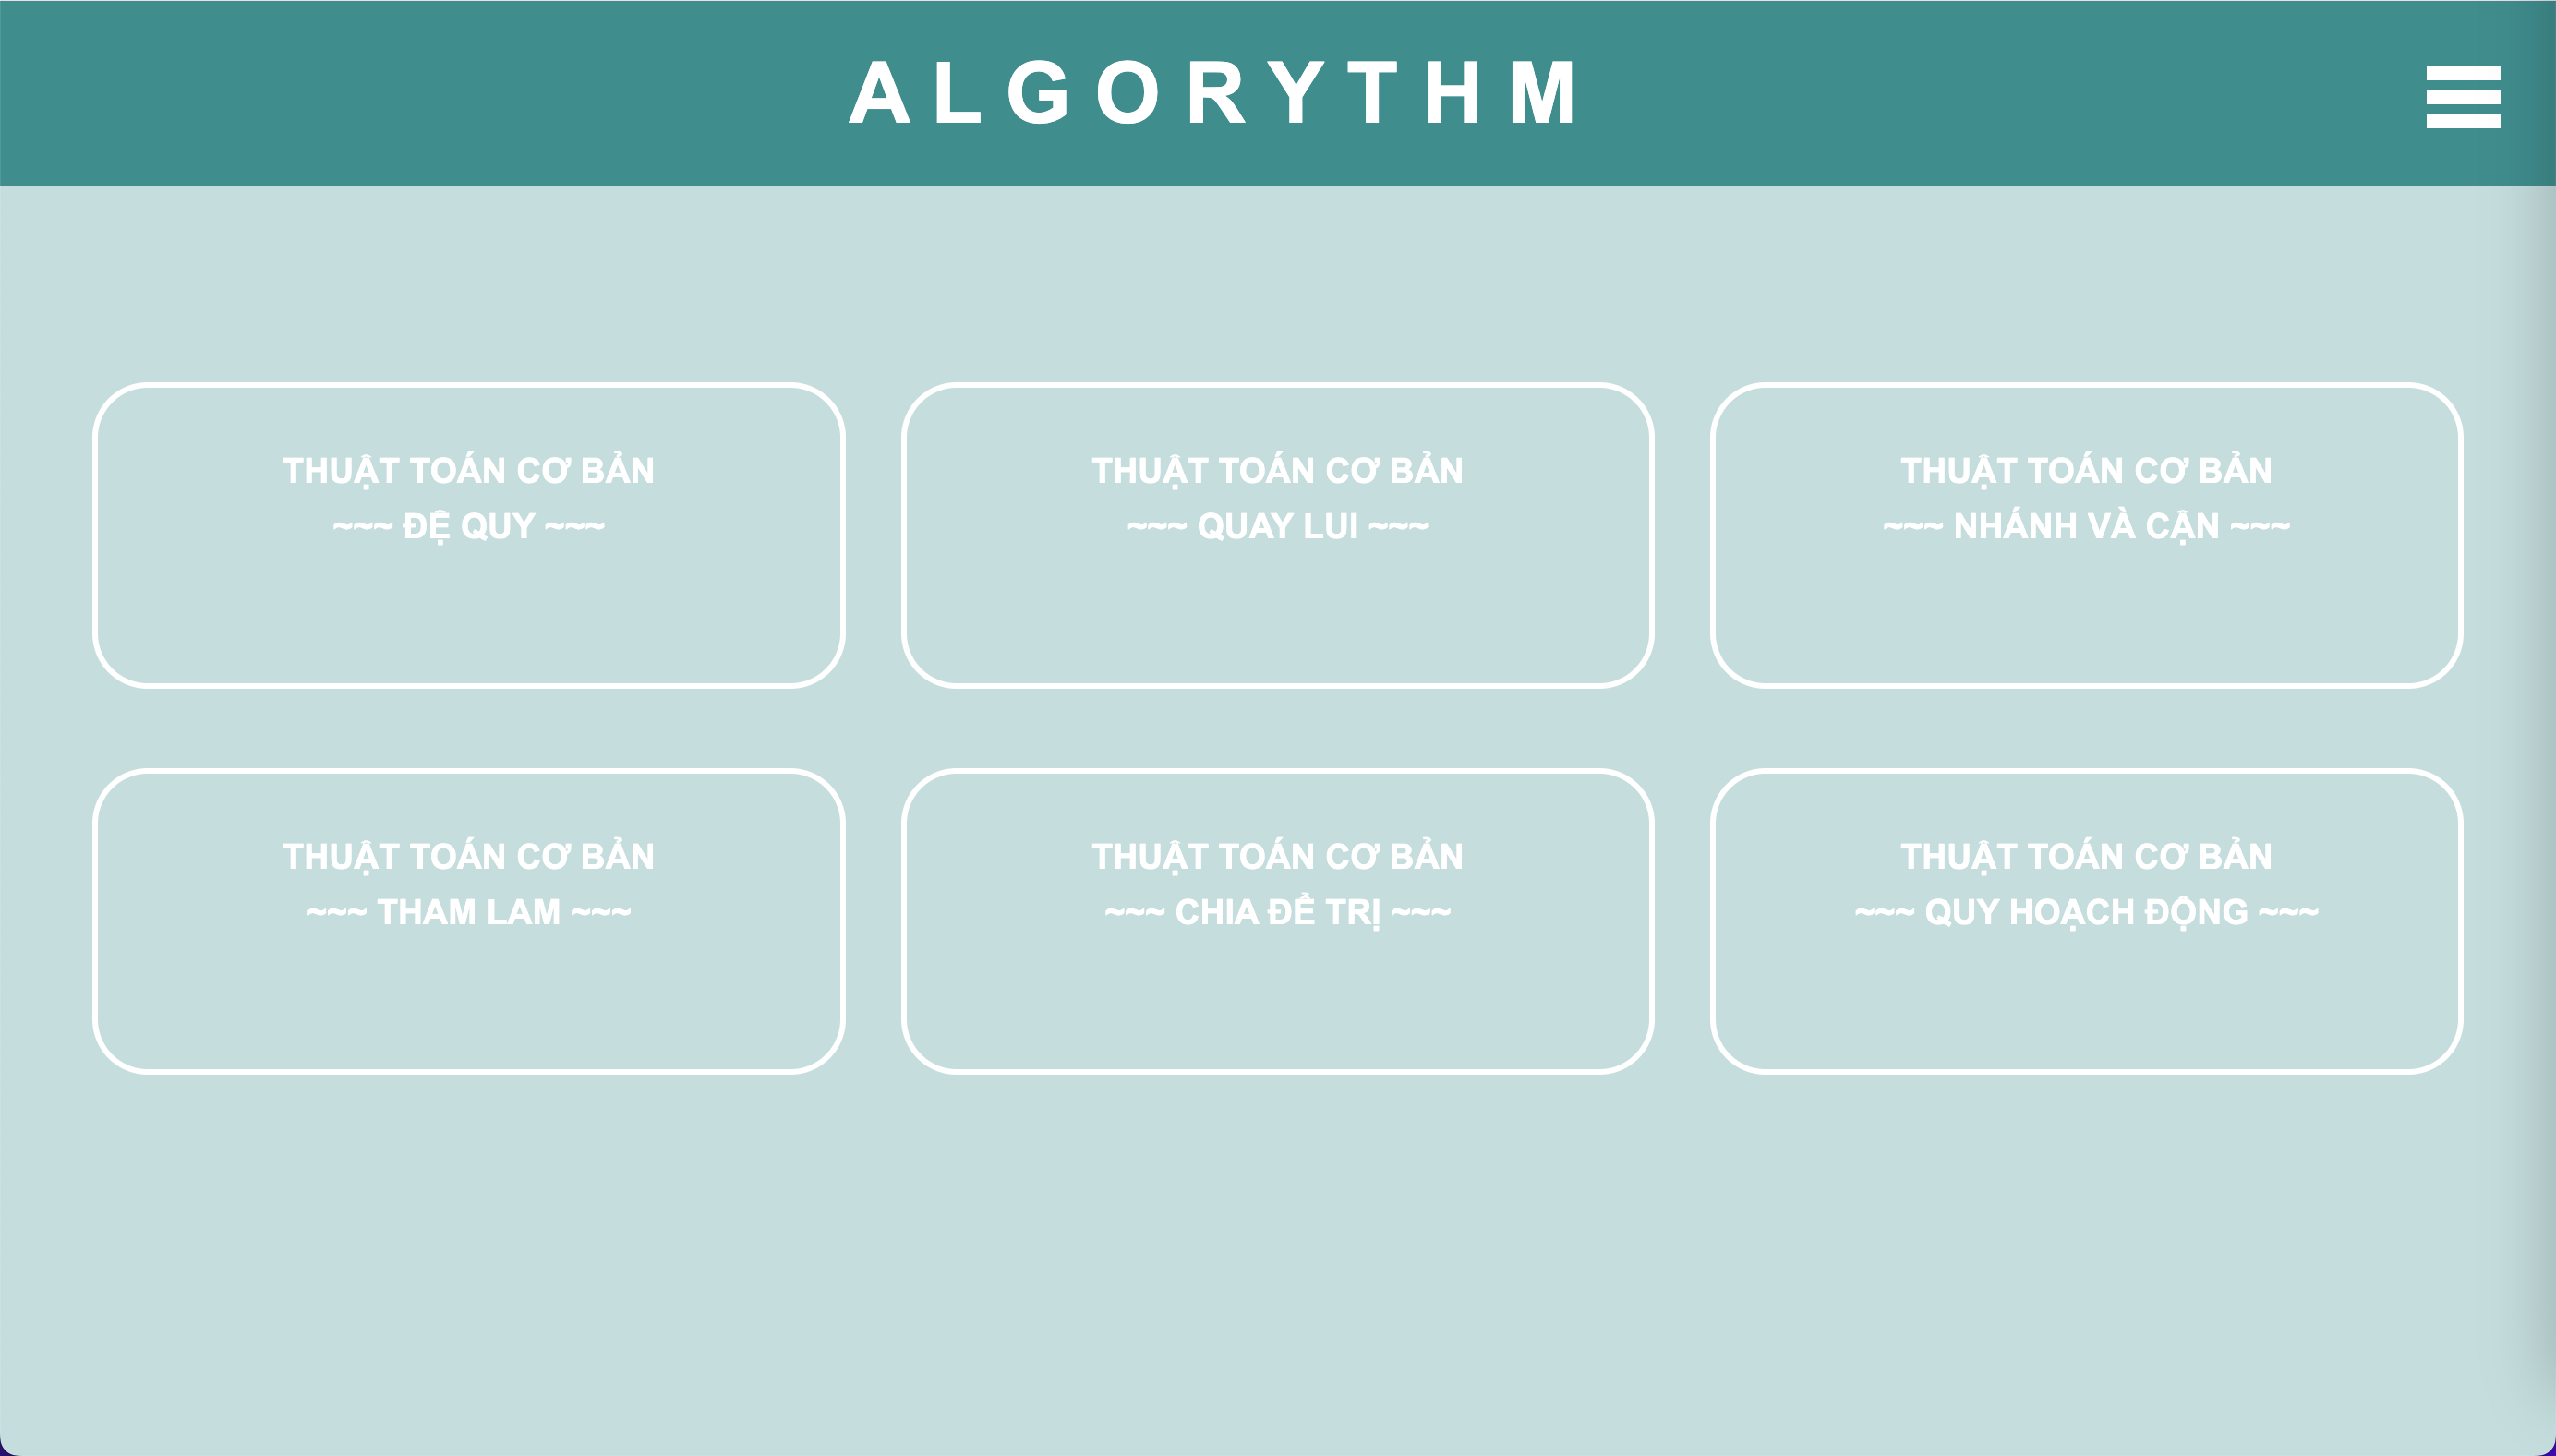 ALGORYTHM
THUẬT TOÁN CƠ BẢN
~~~ ĐỆ QUY ~~~
THUẬT TOÁN CƠ BẢN
~~~ QUAY LUI ~~~
THUẬT TOÁN CƠ BẢN
~~~ NHÁNH VÀ CẬN ~~~
THUẬT TOÁN CƠ BẢN
~~~ THAM LAM ~~~
THUẬT TOÁN CƠ BẢN
~~~ CHIA ĐỂ TRỊ ~~~
THUẬT TOÁN CƠ BẢN
~~~ QUY HOẠCH ĐỘNG ~~~